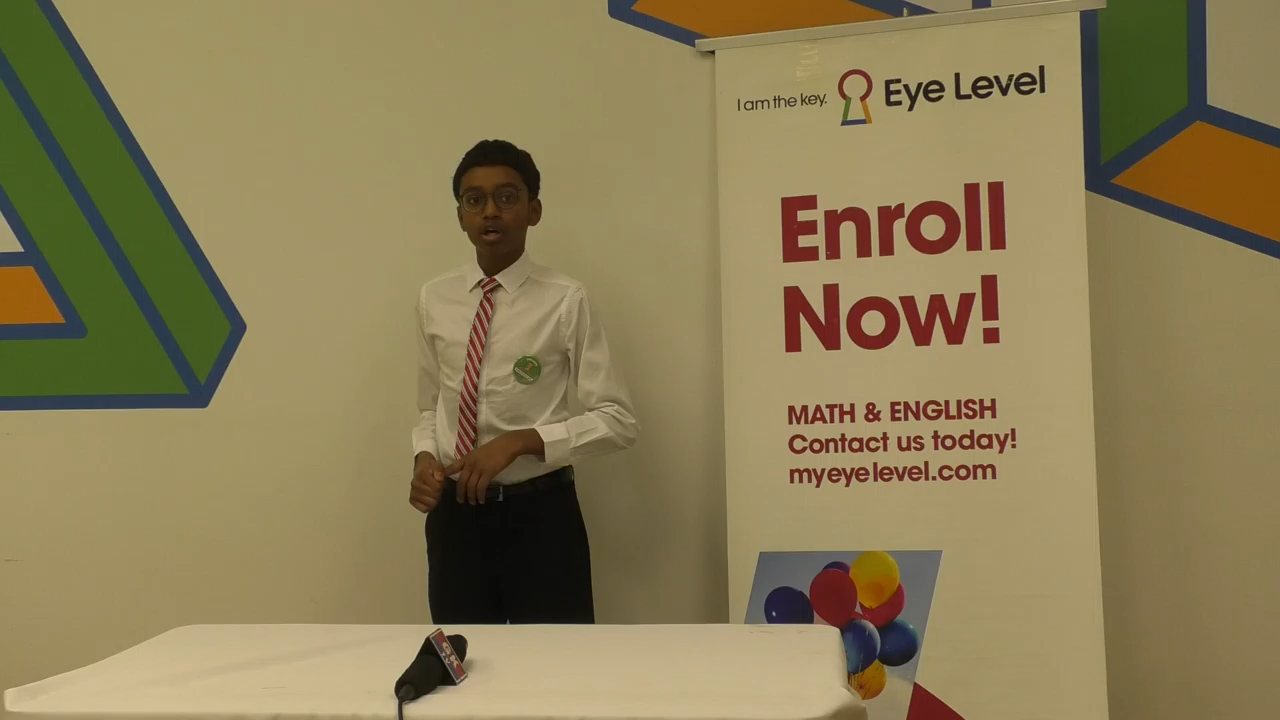 I am the key.
Eye Level
Enroll
Now!
MATH & ENGLISH
Contact us today!
myeyelevel.com